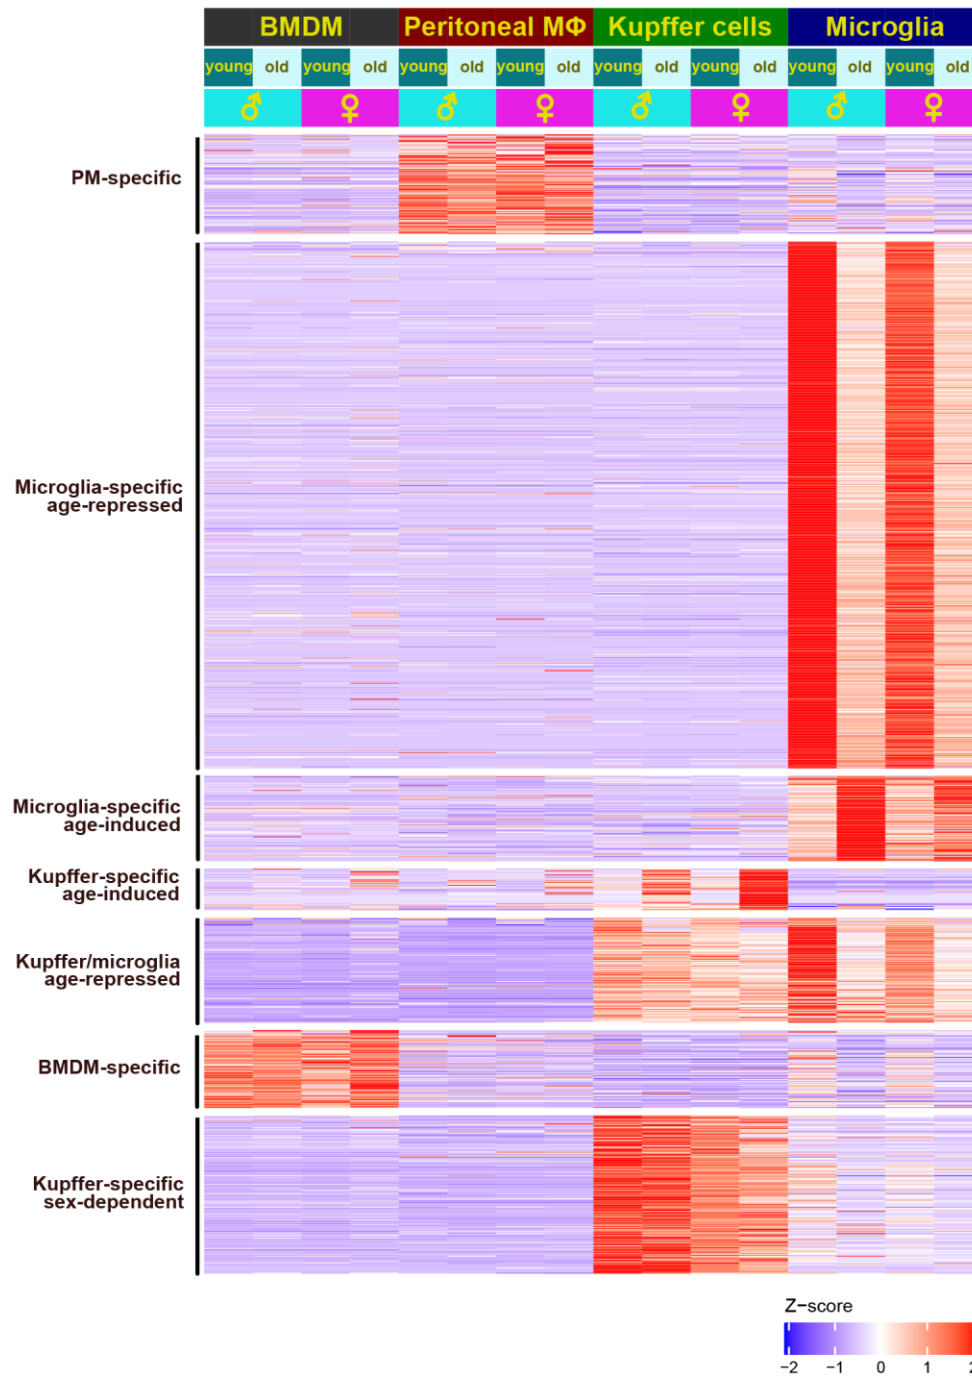 BMDM Peritoneal MΦ Kupffer cells Microglia
young old young old young old young old young old young old young old young old
♂ ♀ ♂ ♀ ♂ ♀ ♂ ♀
PM-specific
Microglia-specific
age-repressed
Microglia-specific
age-induced
Kupffer-specific
age-induced
Kupffer/microglia
age-repressed
BMDM-specific
Kupffer-specific
sex-dependent
Z−score
−2 −1 0 1 2